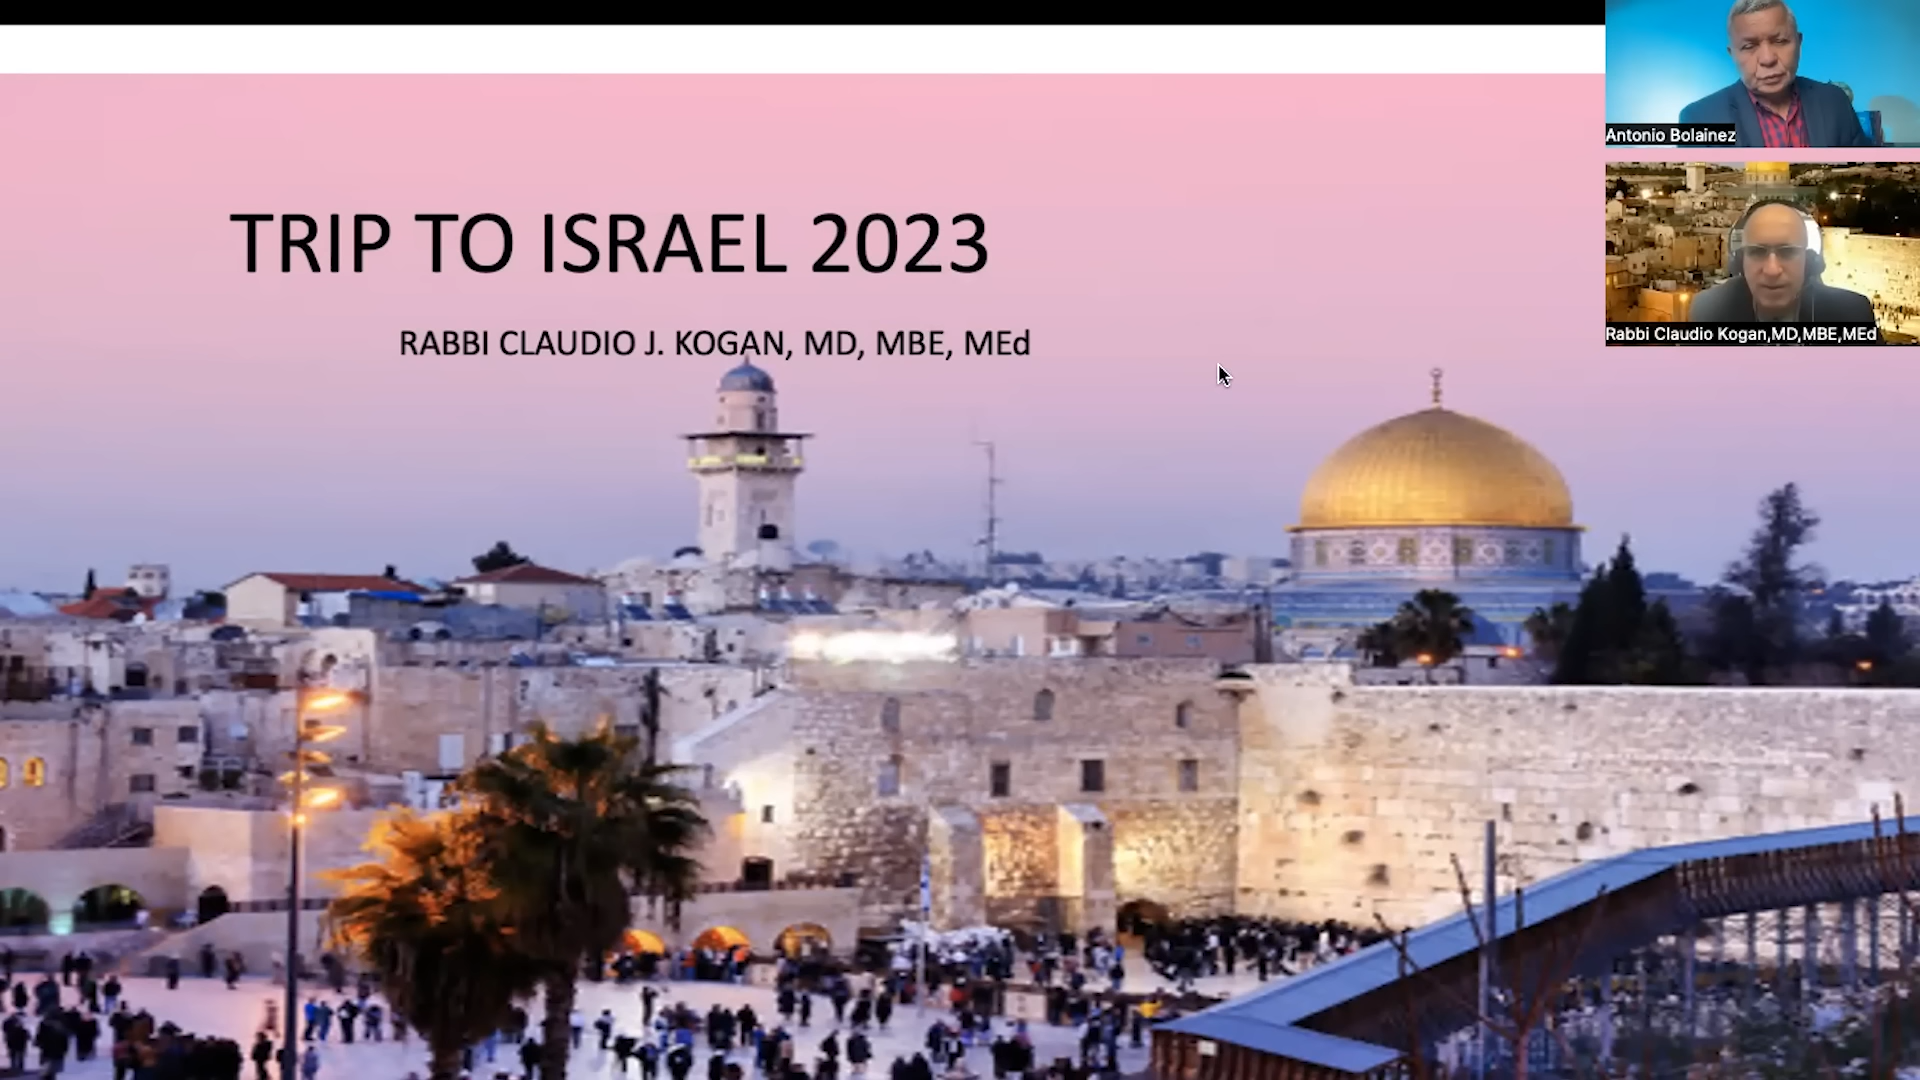 TRIP TO ISRAEL 2023
RABBI CLAUDIO J. KOGAN, MD, MBE, MEd
Antonio Bolainez
Rabbi Claudio Kogan,MD,MBE,MEd